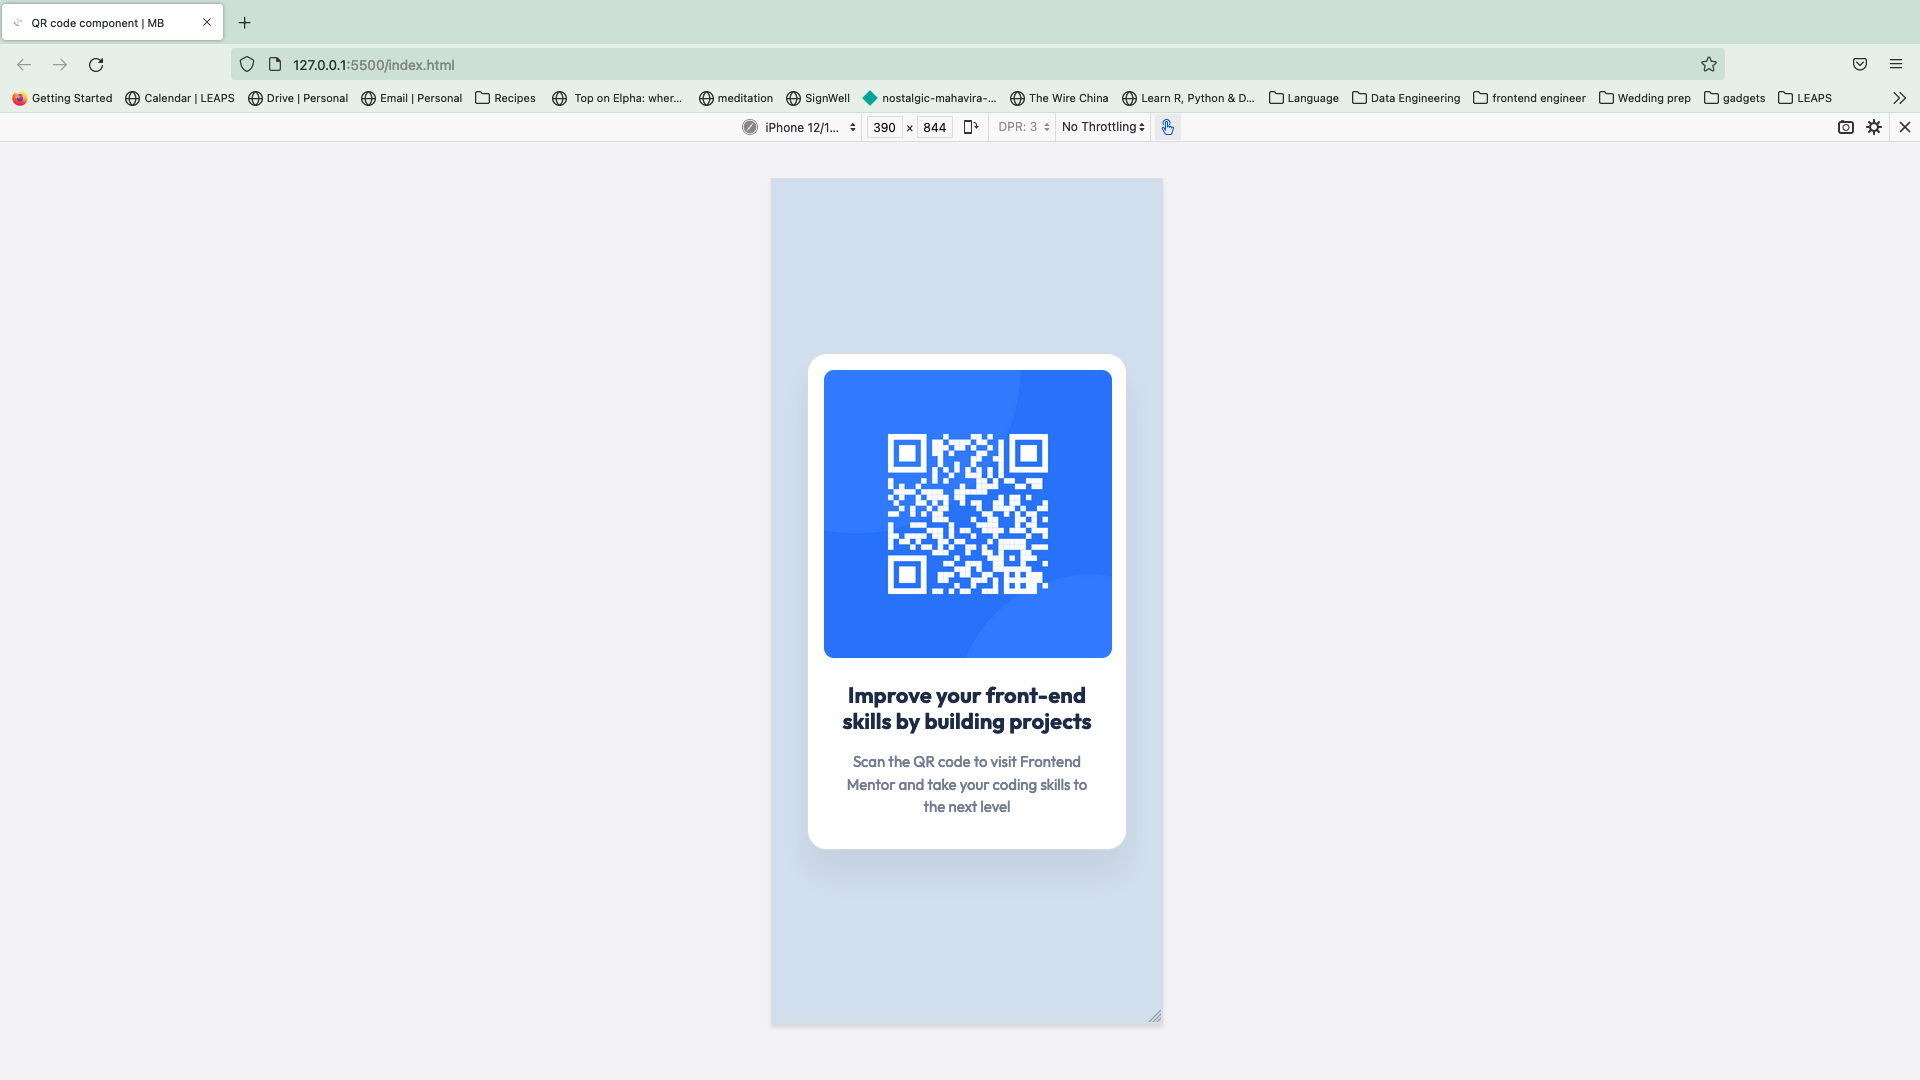 QR code component | MB
127.0.0.1:5500/index.html
Getting Started
Calendar | LEAPS
Drive | Personal
Email | Personal
Recipes
Top on Elpha: wher...
meditation
SignWell
nostalgic-mahavira-...
The Wire China
Learn R, Python & D...
Language
Data Engineering
frontend engineer
Wedding prep
gadgets
LEAPS
iPhone 12/1... 390 × 844 DPR: 3 No Throttling
Improve your front-end
skills by building projects
Scan the QR code to visit Frontend
Mentor and take your coding skills to
the next level